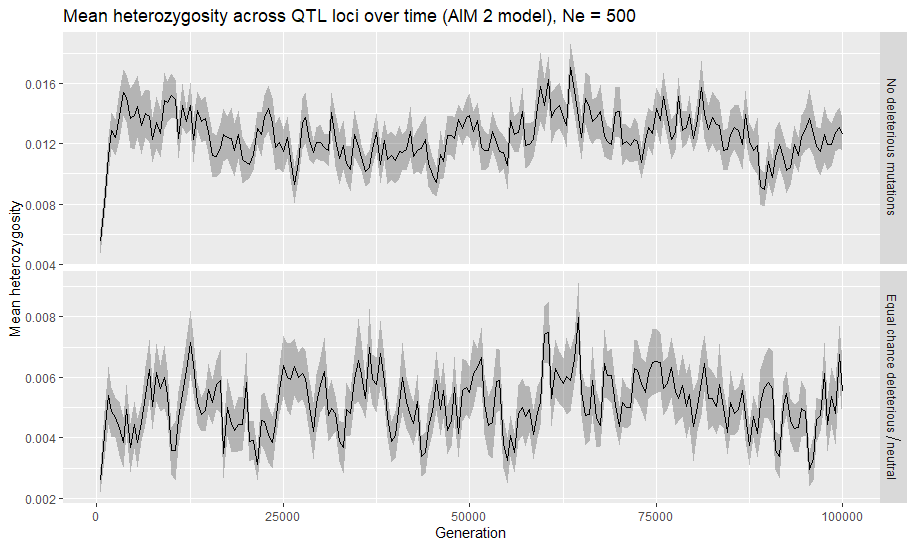 Mean heterozygosity across QTL loci over time (AIM 2 model), Ne = 500
Mean heterozygosity
0.016
0.012
0.008
0.004
No deleterious mutations
0.008
0.006
0.004
0.002
Equal chance deleterious / neutral
0
25000
50000
75000
100000
Generation